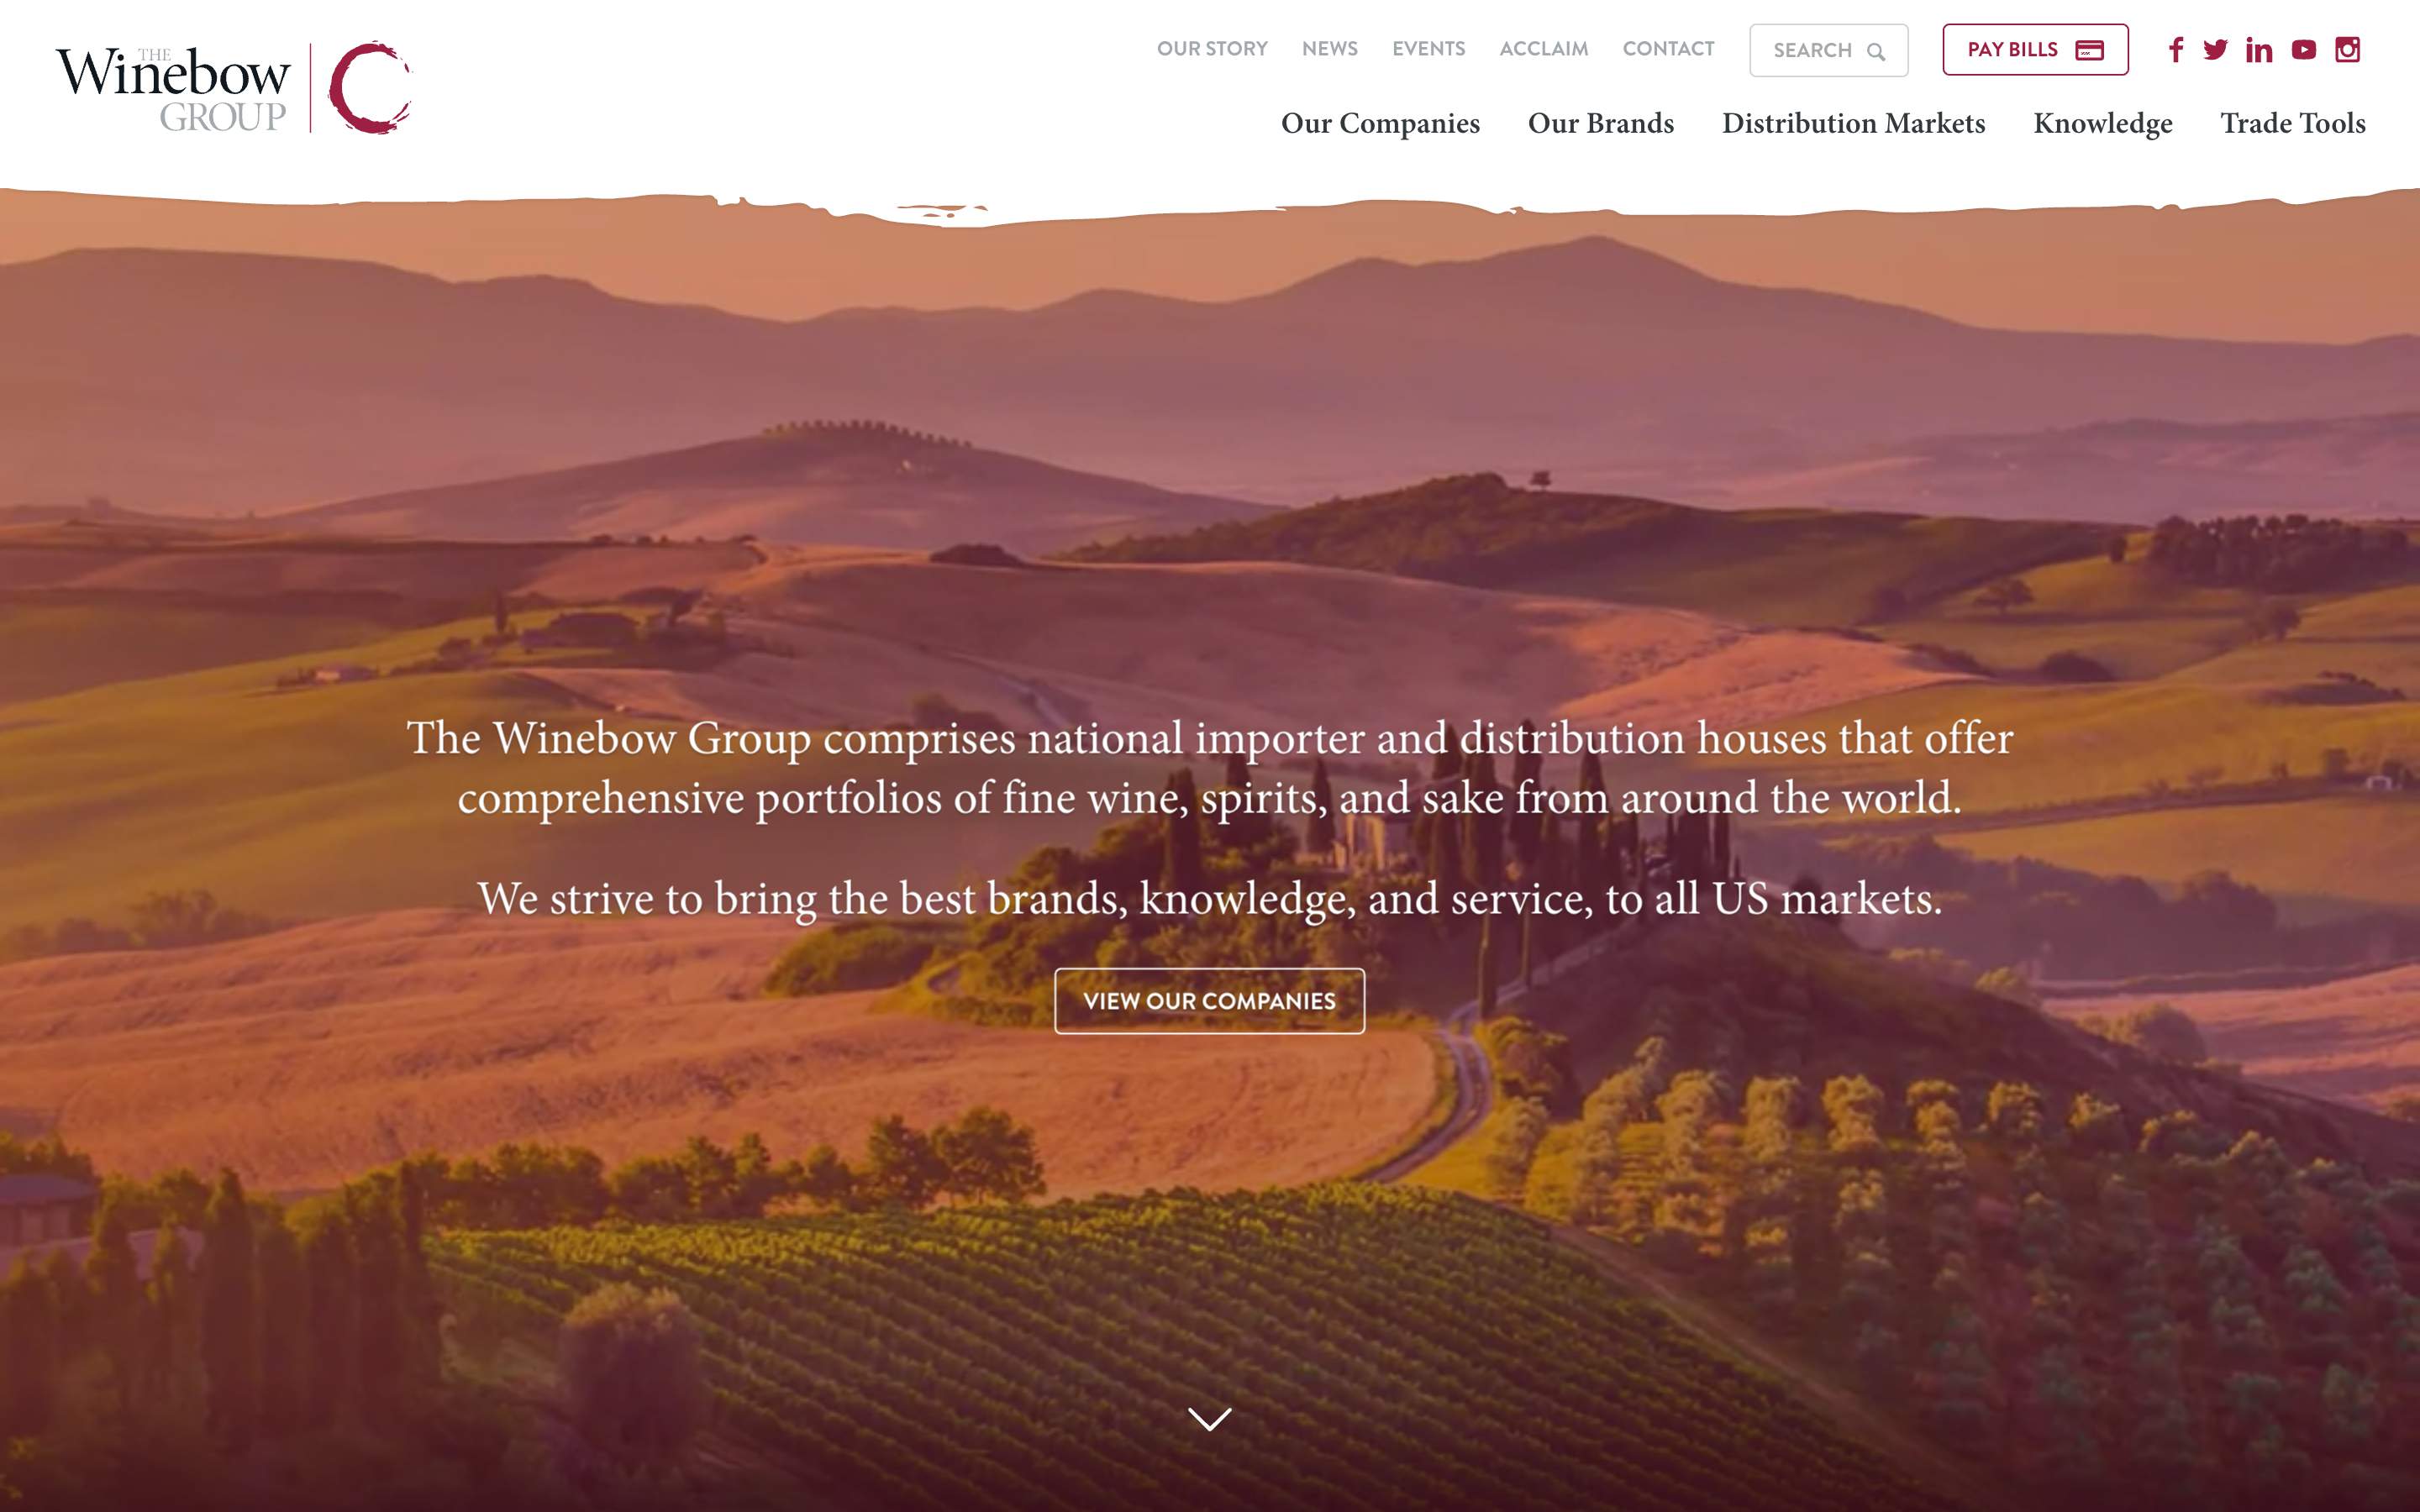 THE
Winebow
GROUP
OUR STORY NEWS EVENTS ACCLAIM CONTACT SEARCH PAY BILLS
Our Companies Our Brands Distribution Markets Knowledge Trade Tools
The Winebow Group comprises national importer and distribution houses that offer
comprehensive portfolios of fine wine, spirits, and sake from around the world.
We strive to bring the best brands, knowledge, and service, to all US markets.
VIEW OUR COMPANIES